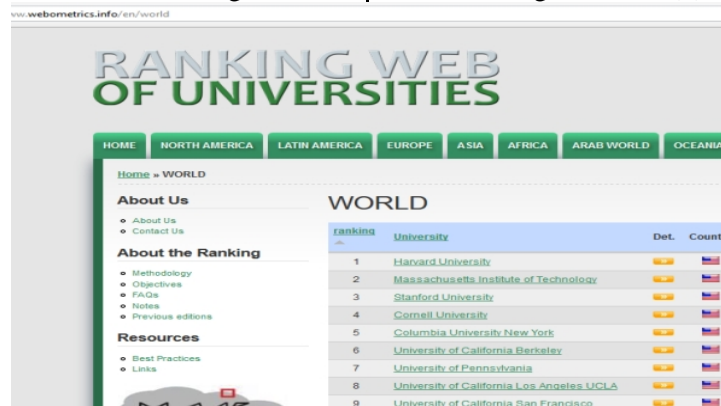 www.webometrics.info/en/world
RANKING WEB
OF UNIVERSITIES
HOME NORTH AMERICA LATIN AMERICA EUROPE ASIA AFRICA ARAB WORLD OCEANIA
Home » WORLD
About Us
About Us
Contact Us
About the Ranking
Methodology
Objectives
FAQs
Notes
Previous editions
Resources
Best Practices
Links
WORLD
ranking University Det. Count
1 Harvard University
2 Massachusetts Institute of Technology
3 Stanford University
4 Cornell University
5 Columbia University New York
6 University of California Berkeley
7 University of Pennsylvania
8 University of California Los Angeles UCLA
9 University of California San Francisco